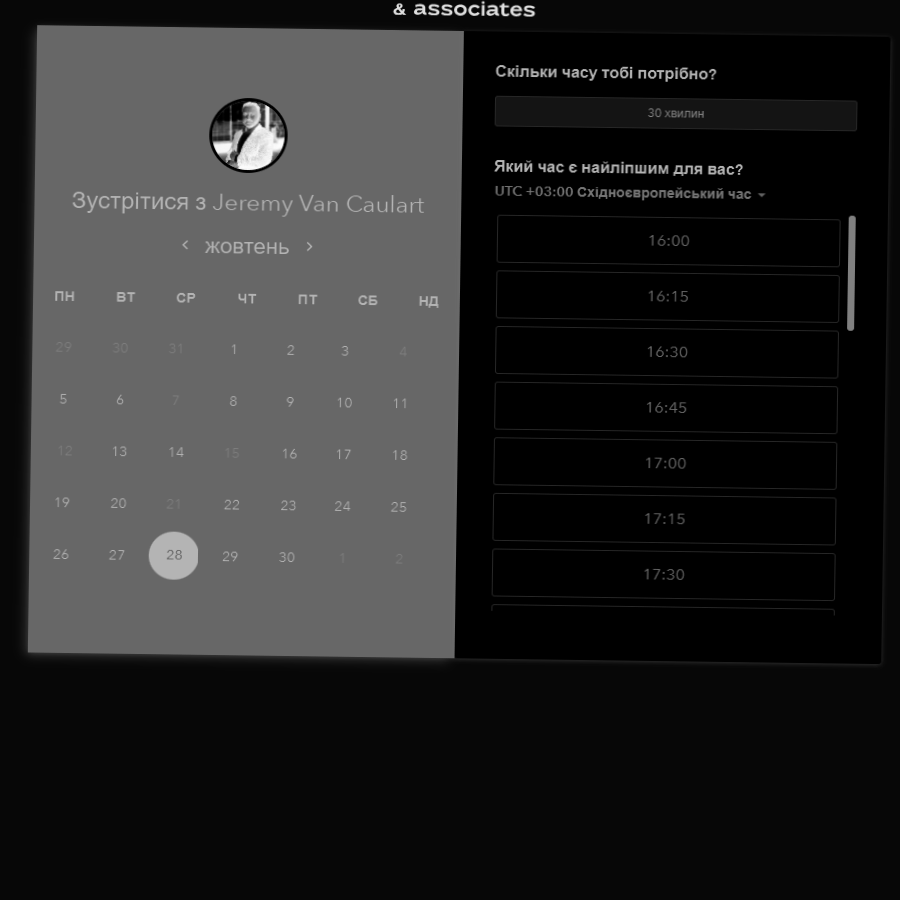 & associates
Зустрітися з Jeremy Van Caulart
‹ жовтень ›
ПН ВТ СР ЧТ ПТ СБ НД
29 30 31 1 2 3 4
5 6 7 8 9 10 11
12 13 14 15 16 17 18
19 20 21 22 23 24 25
26 27 28 29 30 1 2
Скільки часу тобі потрібно?
30 хвилин
Який час є найліпшим для вас?
UTC +03:00 Східноєвропейський час
16:00
16:15
16:30
16:45
17:00
17:15
17:30